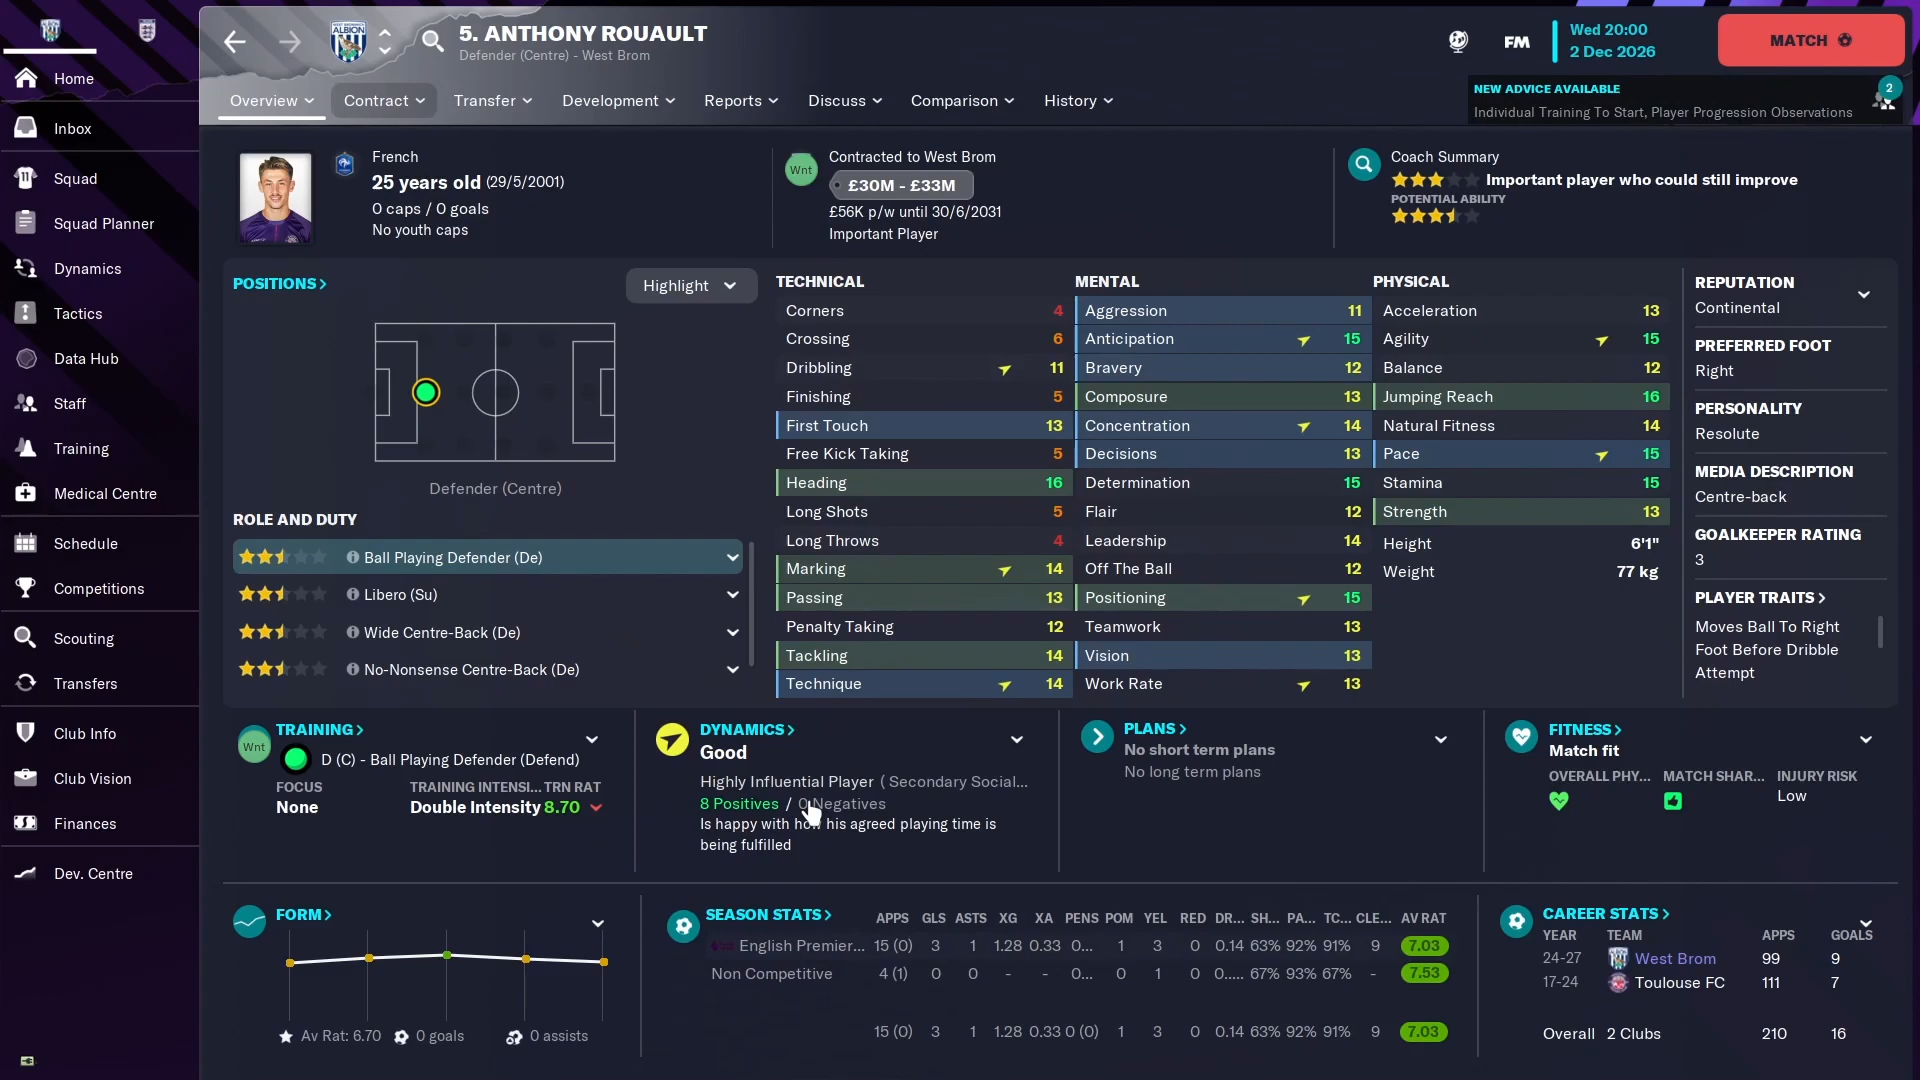 5. ANTHONY ROUAULT
Defender (Centre) - West Brom
FM
Wed 20:00
2 Dec 2026
MATCH
Overview
Contract
Transfer
Development
Reports
Discuss
Comparison
History
NEW ADVICE AVAILABLE
Individual Training To Start, Player Progression Observations
2
Home
Inbox
Squad
Squad Planner
Dynamics
Tactics
Data Hub
Staff
Training
Medical Centre
Schedule
Competitions
Scouting
Transfers
Club Info
Club Vision
Finances
Dev. Centre
French
25 years old (29/5/2001)
0 caps / 0 goals
No youth caps
Wnt
Contracted to West Brom
£30M - £33M
£56K p/w until 30/6/2031
Important Player
Coach Summary
Important player who could still improve
POTENTIAL ABILITY
POSITIONS
Highlight
Defender (Centre)
ROLE AND DUTY
Ball Playing Defender (De)
Libero (Su)
Wide Centre-Back (De)
No-Nonsense Centre-Back (De)
TECHNICAL
Corners 4
Crossing 6
Dribbling 11
Finishing 5
First Touch 13
Free Kick Taking 5
Heading 16
Long Shots 5
Long Throws 4
Marking 14
Passing 13
Penalty Taking 12
Tackling 14
Technique 14
MENTAL
Aggression 11
Anticipation 15
Bravery 12
Composure 13
Concentration 14
Decisions 13
Determination 15
Flair 12
Leadership 14
Off The Ball 12
Positioning 15
Teamwork 13
Vision 13
Work Rate 13
PHYSICAL
Acceleration 13
Agility 15
Balance 12
Jumping Reach 16
Natural Fitness 14
Pace 15
Stamina 15
Strength 13
Height 6'1"
Weight 77 kg
REPUTATION
Continental
PREFERRED FOOT
Right
PERSONALITY
Resolute
MEDIA DESCRIPTION
Centre-back
GOALKEEPER RATING
3
PLAYER TRAITS
Moves Ball To Right
Foot Before Dribble
Attempt
Wnt
TRAINING
D (C) - Ball Playing Defender (Defend)
FOCUS TRAINING INTENSI... TRN RAT
None Double Intensity 8.70
DYNAMICS
Good
Highly Influential Player ( Secondary Social...
8 Positives / 0 Negatives
Is happy with how his agreed playing time is
being fulfilled
PLANS
No short term plans
No long term plans
FITNESS
Match fit
OVERALL PHY... MATCH SHAR... INJURY RISK
Low
FORM
Av Rat: 6.70 0 goals 0 assists
SEASON STATS APPS GLS ASTS XG XA PENS POM YEL RED DR... SH... PA... TC... CLE... AV RAT
English Premier... 15 (0) 3 1 1.28 0.33 0... 1 3 0 0.14 63% 92% 91% 9 7.03
Non Competitive 4 (1) 0 0 - - 0... 0 1 0 0..... 67% 93% 67% - 7.53
15 (0) 3 1 1.28 0.33 0 (0) 1 3 0 0.14 63% 92% 91% 9 7.03
CAREER STATS
YEAR TEAM APPS GOALS
24-27 West Brom 99 9
17-24 Toulouse FC 111 7
Overall 2 Clubs 210 16